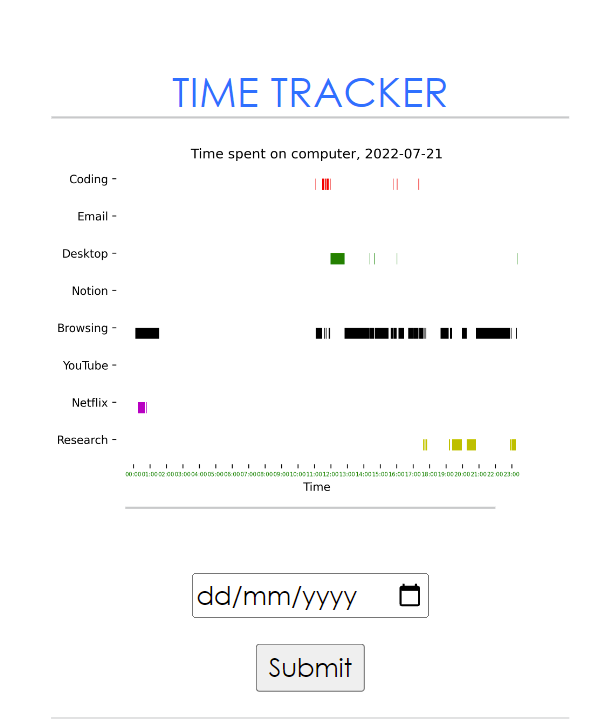 TIME TRACKER
Time spent on computer, 2022-07-21
Coding
Email
Desktop
Notion
Browsing
YouTube
Netflix
Research
00:00 01:00 02:00 03:00 04:00 05:00 06:00 07:00 08:00 09:00 10:00 11:00 12:00 13:00 14:00 15:00 16:00 17:00 18:00 19:00 20:00 21:00 22:00 23:00
Time
dd/mm/yyyy
Submit